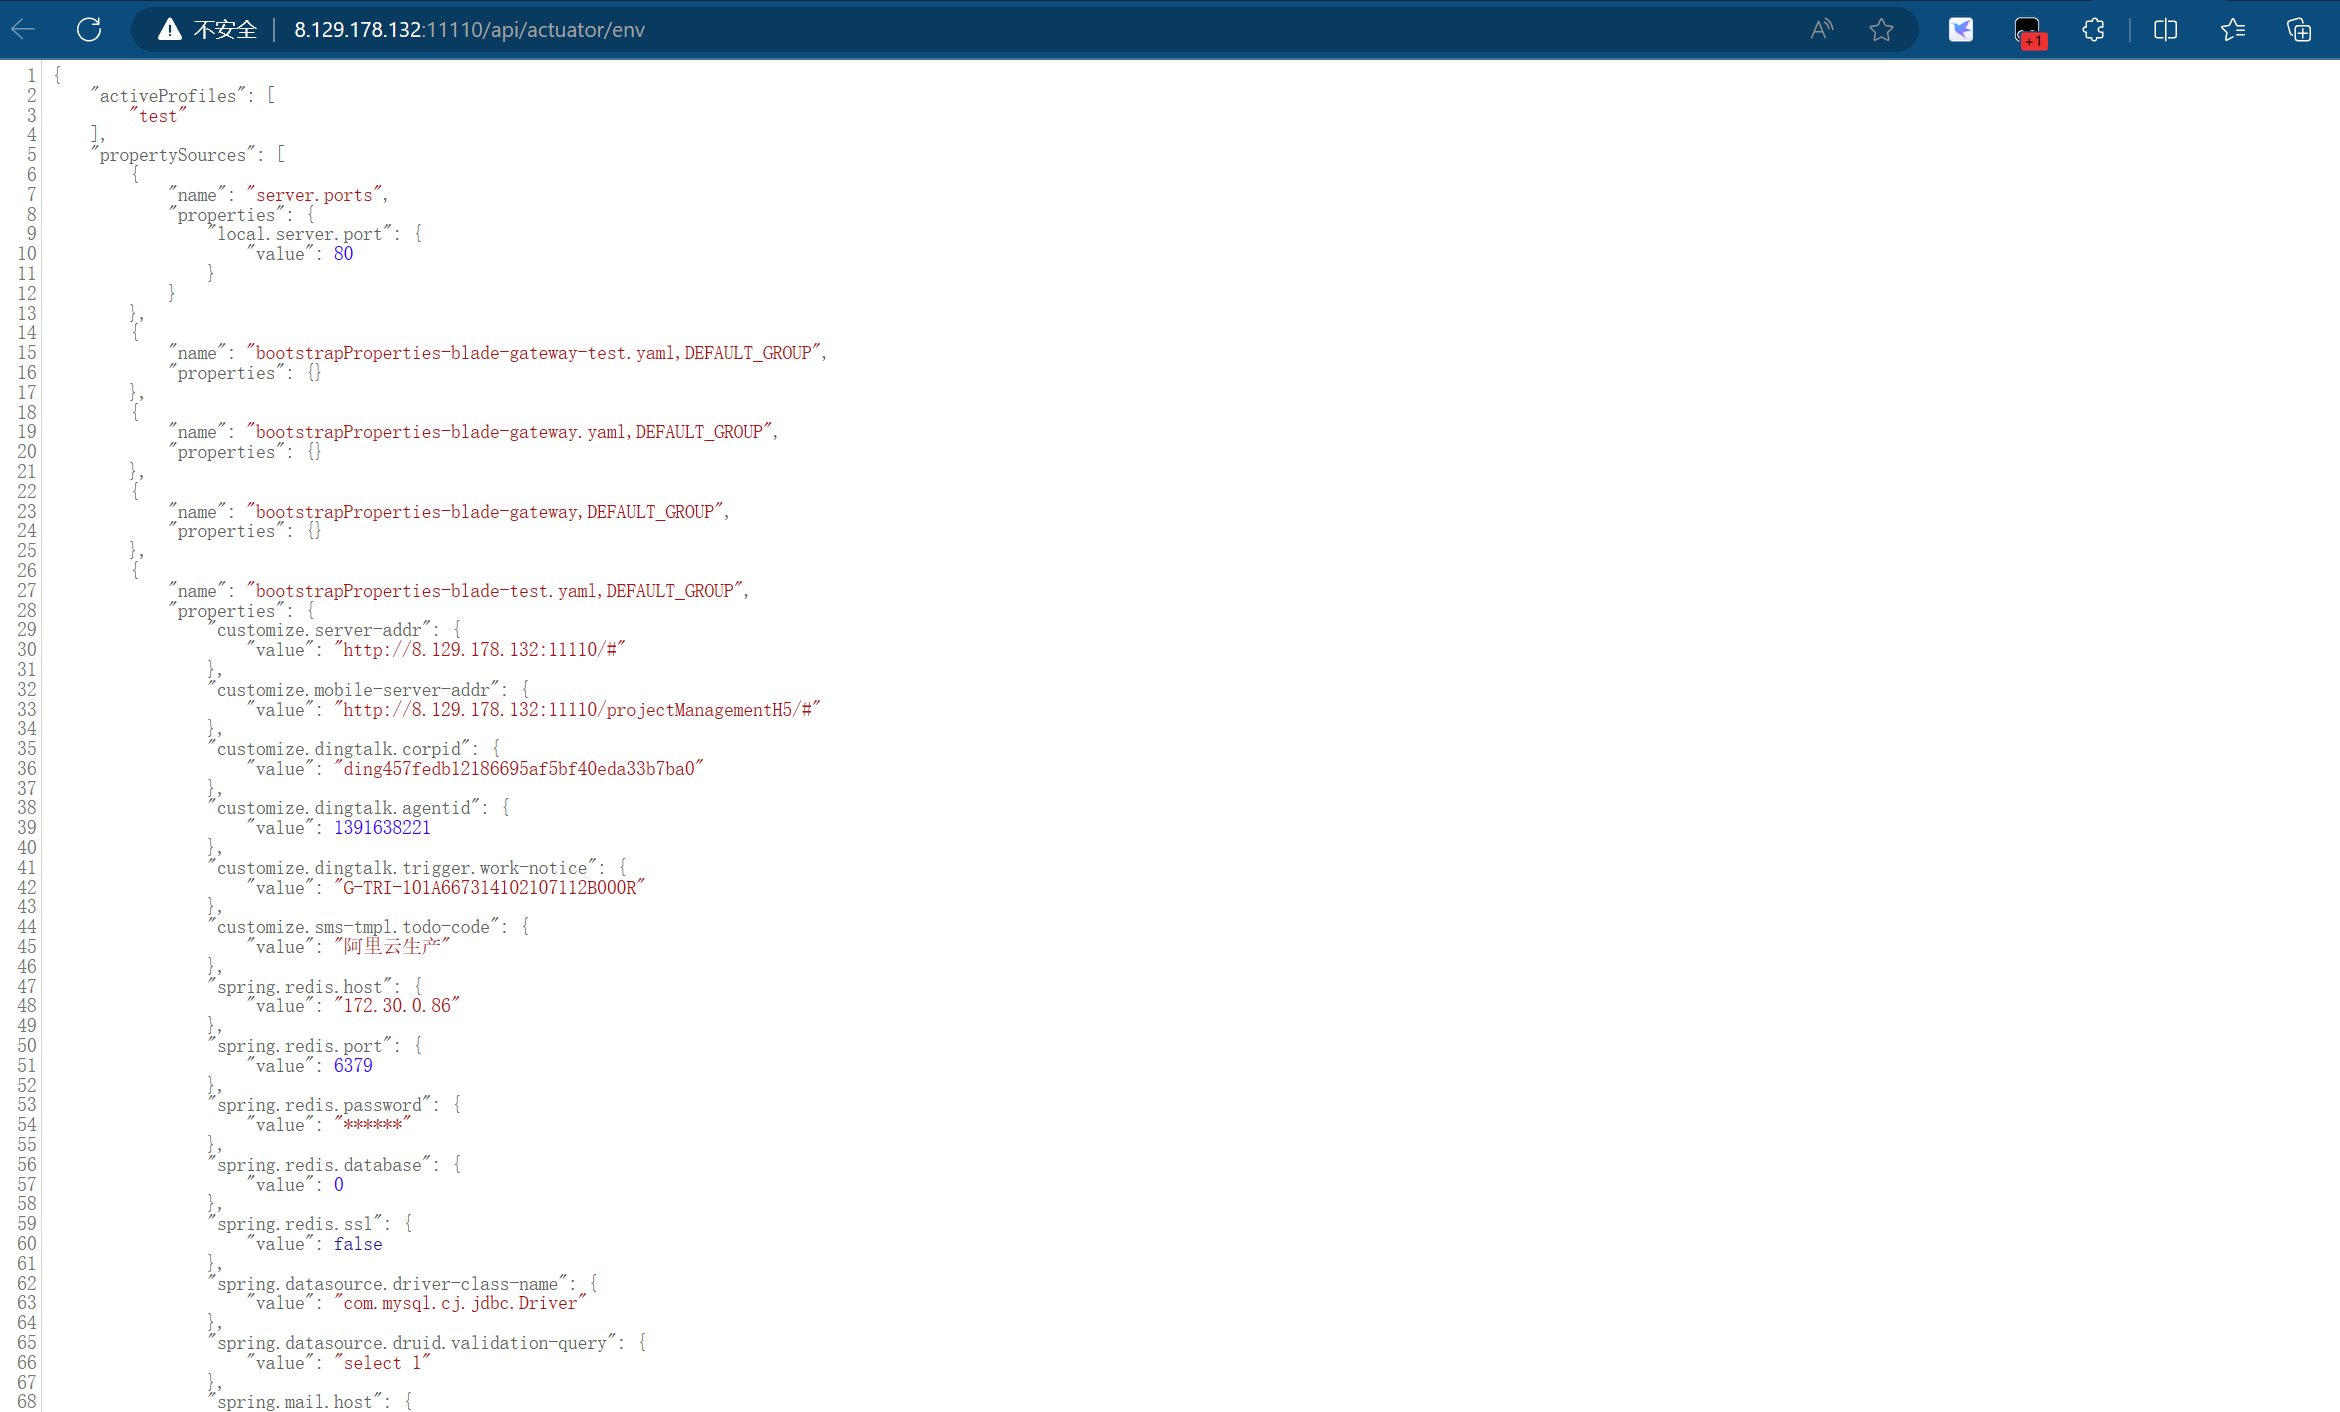 不安全 8.129.178.132:11110/api/actuator/env
+1
1 {
2 "activeProfiles": [
3 "test"
4 ],
5 "propertySources": [
6 {
7 "name": "server.ports",
8 "properties": {
9 "local.server.port": {
10 "value": 80
11 }
12 }
13 },
14 {
15 "name": "bootstrapProperties-blade-gateway-test.yaml,DEFAULT_GROUP",
16 "properties": {}
17 },
18 {
19 "name": "bootstrapProperties-blade-gateway.yaml,DEFAULT_GROUP",
20 "properties": {}
21 },
22 {
23 "name": "bootstrapProperties-blade-gateway,DEFAULT_GROUP",
24 "properties": {}
25 },
26 {
27 "name": "bootstrapProperties-blade-test.yaml,DEFAULT_GROUP",
28 "properties": {
29 "customize.server-addr": {
30 "value": "http://8.129.178.132:11110/#"
31 },
32 "customize.mobile-server-addr": {
33 "value": "http://8.129.178.132:11110/projectManagementH5/#"
34 },
35 "customize.dingtalk.corpid": {
36 "value": "ding457fedb12186695af5bf40eda33b7ba0"
37 },
38 "customize.dingtalk.agentid": {
39 "value": 1391638221
40 },
41 "customize.dingtalk.trigger.work-notice": {
42 "value": "G-TRI-101A667314102107112B000R"
43 },
44 "customize.sms-tmpl.todo-code": {
45 "value": "阿里云生产"
46 },
47 "spring.redis.host": {
48 "value": "172.30.0.86"
49 },
50 "spring.redis.port": {
51 "value": 6379
52 },
53 "spring.redis.password": {
54 "value": "******"
55 },
56 "spring.redis.database": {
57 "value": 0
58 },
59 "spring.redis.ssl": {
60 "value": false
61 },
62 "spring.datasource.driver-class-name": {
63 "value": "com.mysql.cj.jdbc.Driver"
64 },
65 "spring.datasource.druid.validation-query": {
66 "value": "select 1"
67 },
68 "spring.mail.host": {